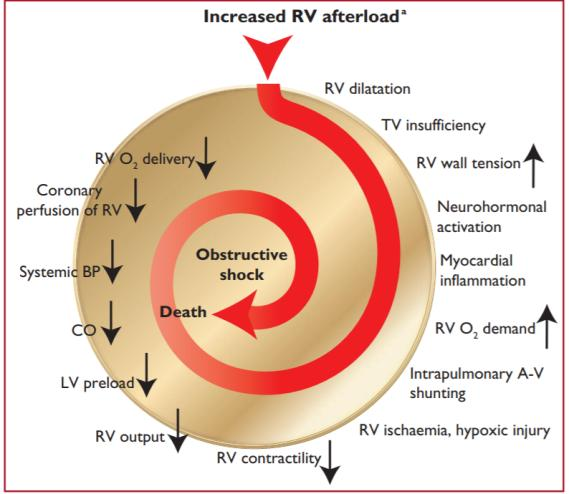 Increased RV afterloadᵃ
RV dilatation
TV insufficiency
RV wall tension
Neurohormonal
activation
Myocardial
inflammation
RV O₂ demand
Intrapulmonary A-V
shunting
RV ischaemia, hypoxic injury
RV contractility
RV output
LV preload
CO
Systemic BP
Coronary
perfusion of RV
RV O₂ delivery
Obstructive
shock
Death